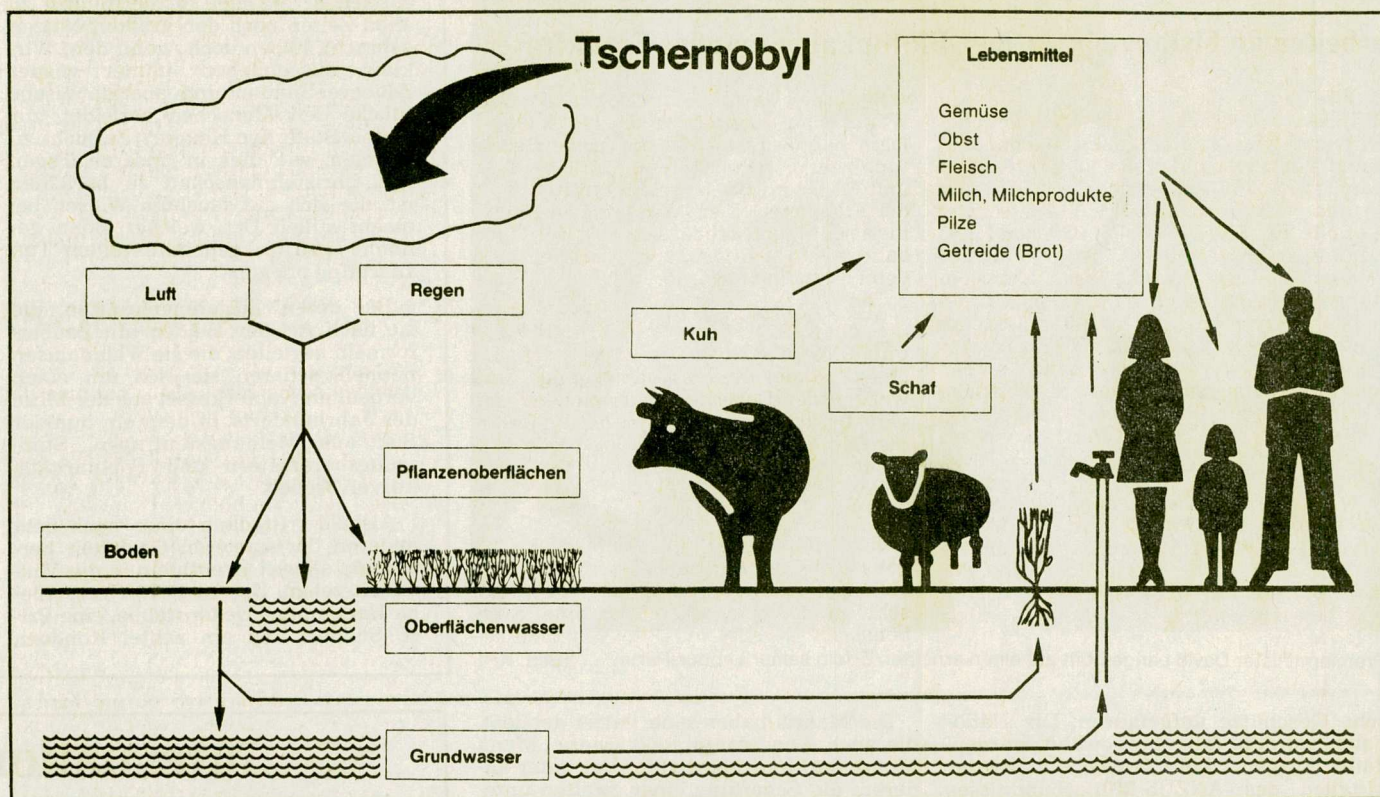 Tschernobyl
Lebensmittel
Gemüse
Obst
Fleisch
Milch, Milchprodukte
Pilze
Getreide (Brot)
Luft
Regen
Kuh
Schaf
Pflanzenoberflächen
Boden
Oberflächenwasser
Grundwasser